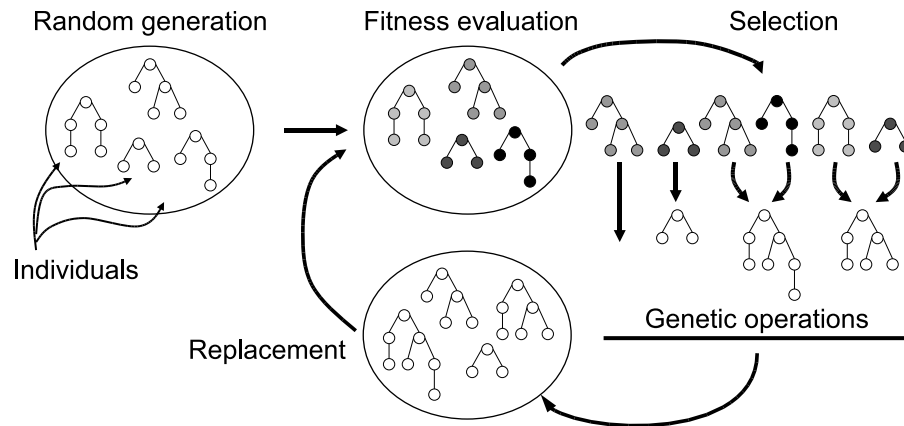 Random generation
Fitness evaluation
Selection
Individuals
Genetic operations
Replacement